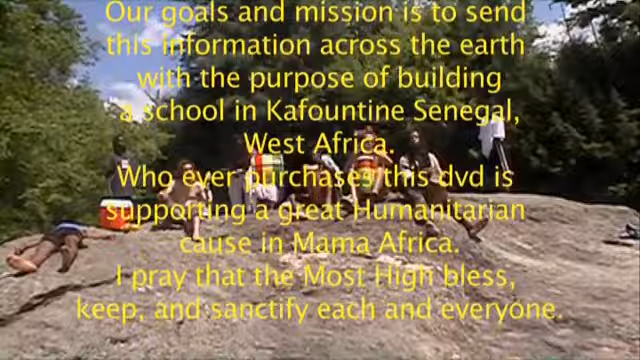 Our goals and mission is to send
this information across the earth
with the purpose of building
a school in Kafountine Senegal,
West Africa.
Who ever purchases this dvd is
supporting a great Humanitarian
cause in Mama Africa.
I pray that the Most High bless,
keep, and sanctify each and everyone.